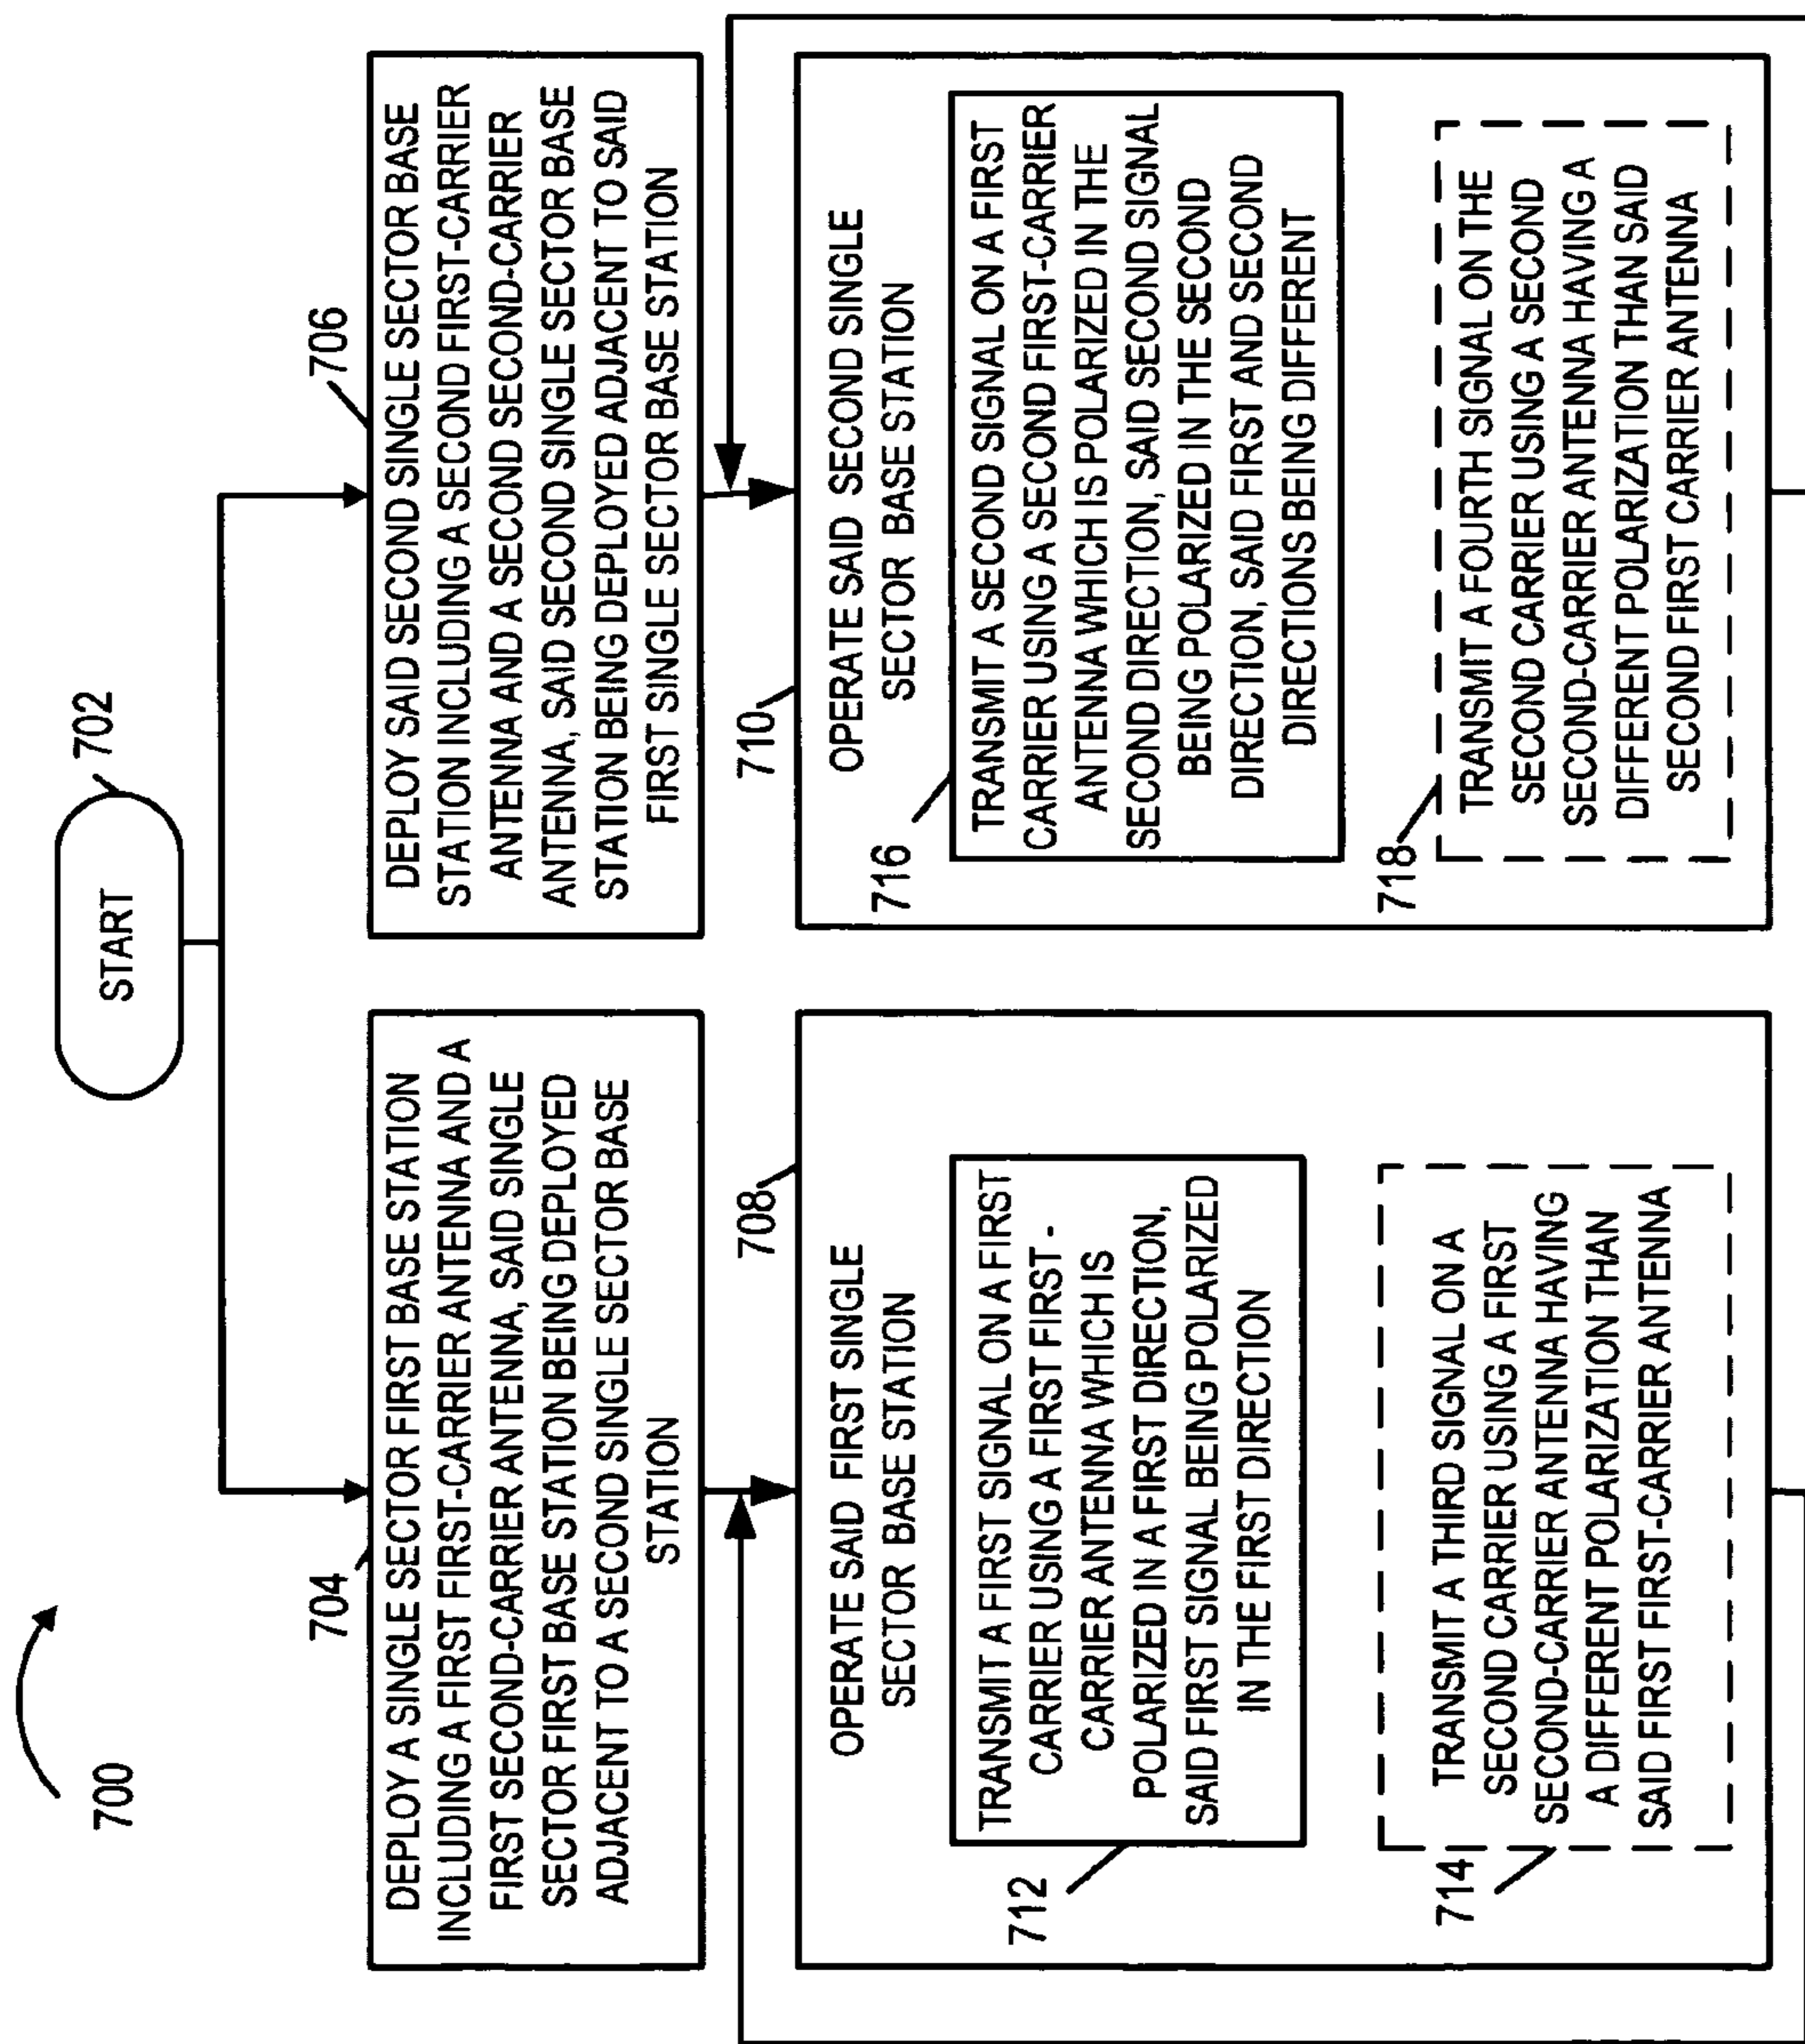 700
START
702
704
DEPLOY A SINGLE SECTOR FIRST BASE STATION
INCLUDING A FIRST FIRST-CARRIER ANTENNA AND A
FIRST SECOND-CARRIER ANTENNA, SAID SINGLE
SECTOR FIRST BASE STATION BEING DEPLOYED
ADJACENT TO A SECOND SINGLE SECTOR BASE
STATION
706
DEPLOY SAID SECOND SINGLE SECTOR BASE
STATION INCLUDING A SECOND FIRST-CARRIER
ANTENNA AND A SECOND SECOND-CARRIER
ANTENNA, SAID SECOND SINGLE SECTOR BASE
STATION BEING DEPLOYED ADJACENT TO SAID
FIRST SINGLE SECTOR BASE STATION
708
OPERATE SAID FIRST SINGLE
SECTOR BASE STATION
712
TRANSMIT A FIRST SIGNAL ON A FIRST
CARRIER USING A FIRST FIRST-
CARRIER ANTENNA WHICH IS
POLARIZED IN A FIRST DIRECTION,
SAID FIRST SIGNAL BEING POLARIZED
IN THE FIRST DIRECTION
714
TRANSMIT A THIRD SIGNAL ON A
SECOND CARRIER USING A FIRST
SECOND-CARRIER ANTENNA HAVING
A DIFFERENT POLARIZATION THAN
SAID FIRST FIRST-CARRIER ANTENNA
710
OPERATE SAID SECOND SINGLE
SECTOR BASE STATION
716
TRANSMIT A SECOND SIGNAL ON A FIRST
CARRIER USING A SECOND FIRST-CARRIER
ANTENNA WHICH IS POLARIZED IN THE
SECOND DIRECTION, SAID SECOND SIGNAL
BEING POLARIZED IN THE SECOND
DIRECTION, SAID FIRST AND SECOND
DIRECTIONS BEING DIFFERENT
718
TRANSMIT A FOURTH SIGNAL ON THE
SECOND CARRIER USING A SECOND
SECOND-CARRIER ANTENNA HAVING A
DIFFERENT POLARIZATION THAN SAID
SECOND FIRST CARRIER ANTENNA